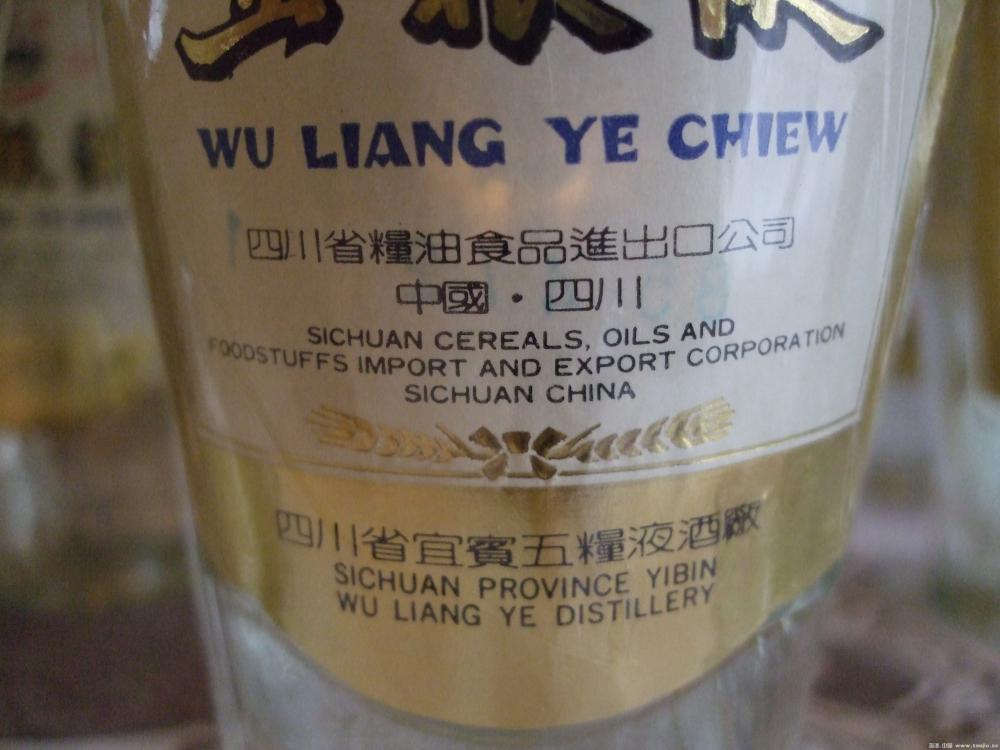 WU LIANG YE CHIEW
四川省糧油食品進出口公司
中國·四川
SICHUAN CEREALS, OILS AND
FOODSTUFFS IMPORT AND EXPORT CORPORATION
SICHUAN CHINA
四川省宜賓五糧液酒廠
SICHUAN PROVINCE YIBIN
WU LIANG YE DISTILLERY